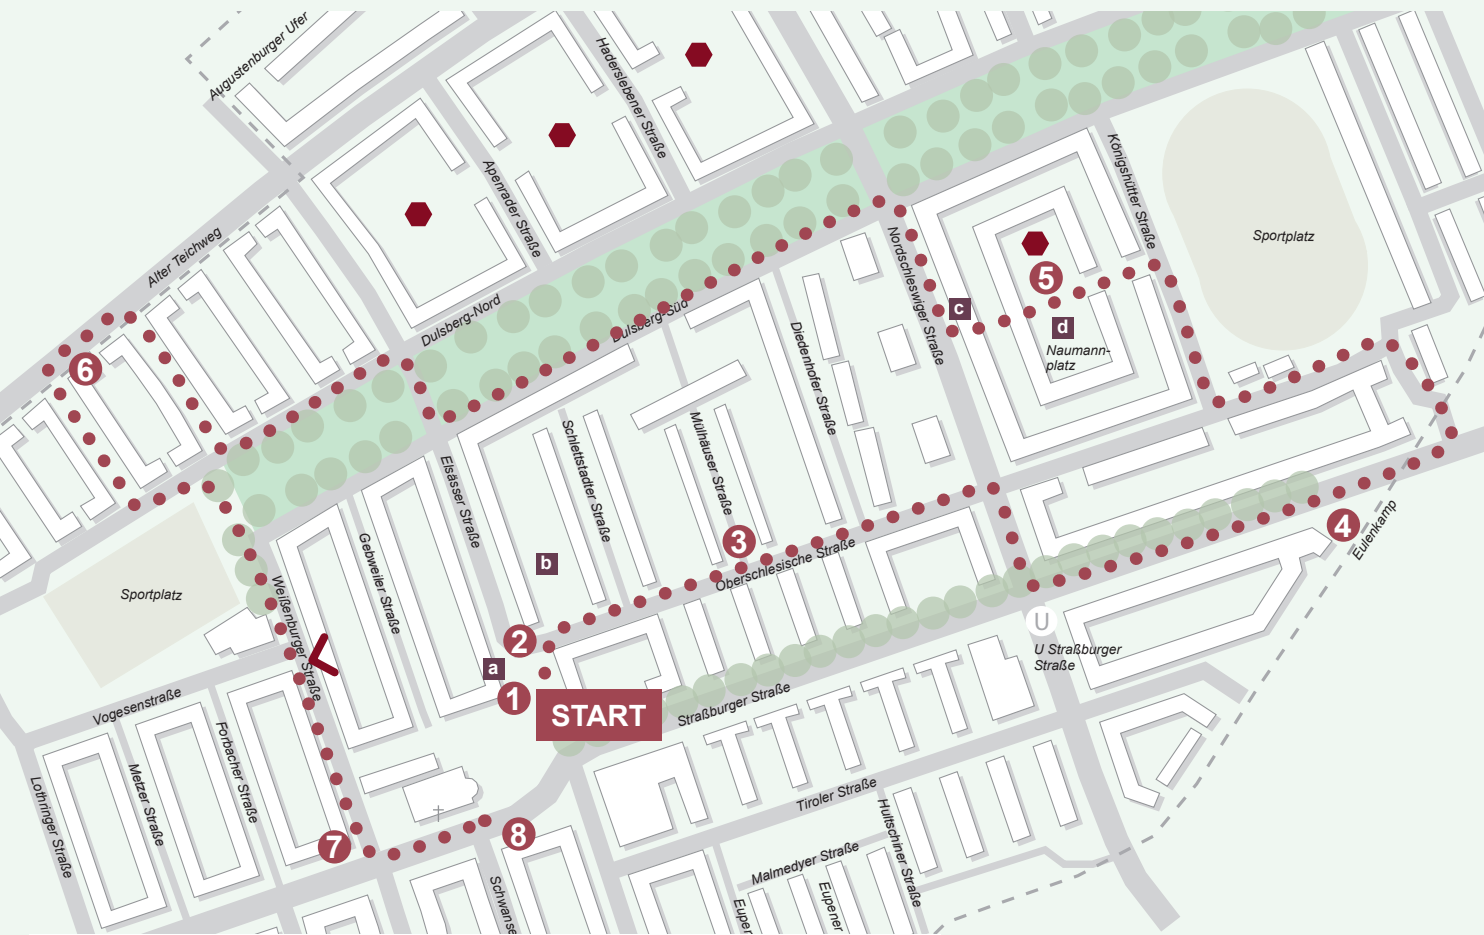 Augustenburger Ufer
Haderslebener Straße
Apenrader Straße
Königshütter Straße
Alter Teichweg
Sportplatz
Nordschleswiger Straße
5
c
d
Dulsberg-Nord
Dulsberg-Süd
Diedenhofer Straße
Naumann-
platz
6
Mülhäuser Straße
Schlettstadter Straße
Elsässer Straße
Gebweiler Straße
3
4
Eulenkamp
b
Oberschlesische Straße
Sportplatz
Weißenburger Straße
U
2
a
U Straßburger
Straße
1
START
Straßburger Straße
Vogesenstraße
Forbacher Straße
Metzer Straße
Lothringer Straße
Tiroler Straße
Hultschiner Straße
7
8
Malmedyer Straße
Schwanse
Eupen
Eupener